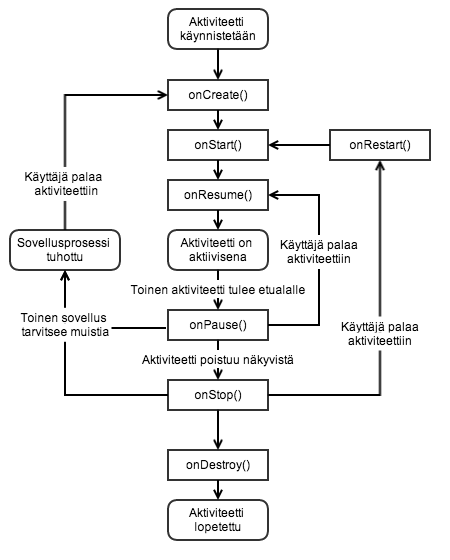 Aktiviteetti
käynnistetään
onCreate()
onStart()
onRestart()
onResume()
Käyttäjä palaa
aktiviteettiin
Sovellusprosessi
tuhottu
Aktiviteetti on
aktiivisena
Käyttäjä palaa
aktiviteettiin
Toinen aktiviteetti tulee etualalle
Toinen sovellus
tarvitsee muistia
onPause()
Käyttäjä palaa
aktiviteettiin
Aktiviteetti poistuu näkyvistä
onStop()
onDestroy()
Aktiviteetti
lopetettu